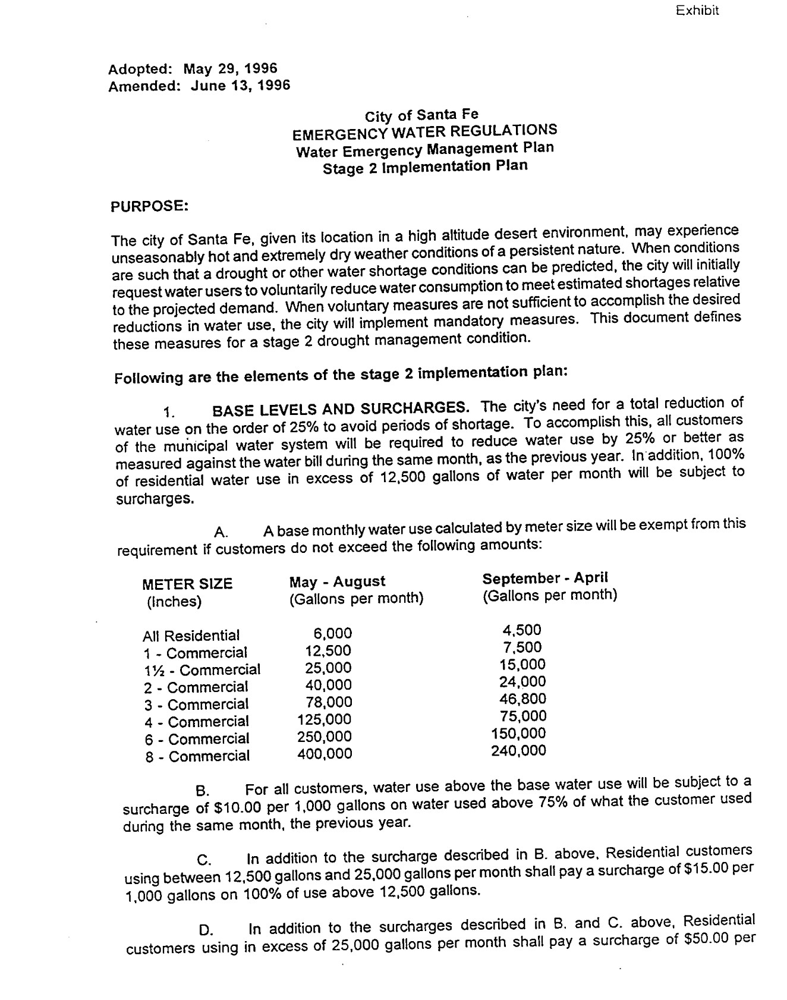 Exhibit
Adopted: May 29, 1996
Amended: June 13, 1996
City of Santa Fe
EMERGENCY WATER REGULATIONS
Water Emergency Management Plan
Stage 2 Implementation Plan
PURPOSE:
The city of Santa Fe, given its location in a high altitude desert environment, may experience
unseasonably hot and extremely dry weather conditions of a persistent nature. When conditions
are such that a drought or other water shortage conditions can be predicted, the city will initially
request water users to voluntarily reduce water consumption to meet estimated shortages relative
to the projected demand. When voluntary measures are not sufficient to accomplish the desired
reductions in water use, the city will implement mandatory measures. This document defines
these measures for a stage 2 drought management condition.
Following are the elements of the stage 2 implementation plan:
1. BASE LEVELS AND SURCHARGES. The city's need for a total reduction of
water use on the order of 25% to avoid periods of shortage. To accomplish this, all customers
of the municipal water system will be required to reduce water use by 25% or better as
measured against the water bill during the same month, as the previous year. In addition, 100%
of residential water use in excess of 12,500 gallons of water per month will be subject to
surcharges.
A. A base monthly water use calculated by meter size will be exempt from this
requirement if customers do not exceed the following amounts:
METER SIZE May - August September - April
(Inches) (Gallons per month) (Gallons per month)
All Residential 6,000 4,500
1 - Commercial 12,500 7,500
1½ - Commercial 25,000 15,000
2 - Commercial 40,000 24,000
3 - Commercial 78,000 46,800
4 - Commercial 125,000 75,000
6 - Commercial 250,000 150,000
8 - Commercial 400,000 240,000
B. For all customers, water use above the base water use will be subject to a
surcharge of $10.00 per 1,000 gallons on water used above 75% of what the customer used
during the same month, the previous year.
C. In addition to the surcharge described in B. above, Residential customers
using between 12,500 gallons and 25,000 gallons per month shall pay a surcharge of $15.00 per
1,000 gallons on 100% of use above 12,500 gallons.
D. In addition to the surcharges described in B. and C. above, Residential
customers using in excess of 25,000 gallons per month shall pay a surcharge of $50.00 per